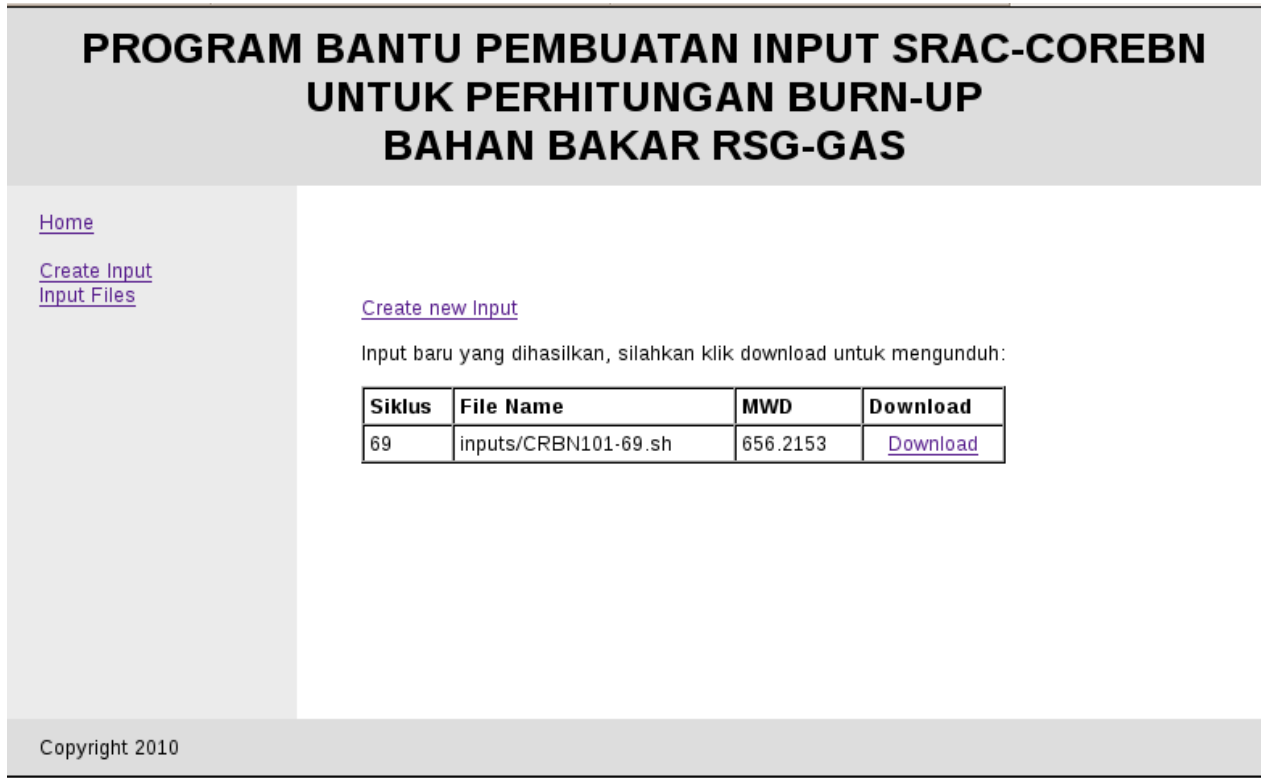 PROGRAM BANTU PEMBUATAN INPUT SRAC-COREBN
UNTUK PERHITUNGAN BURN-UP
BAHAN BAKAR RSG-GAS
Home
Create Input
Input Files
Create new Input
Input baru yang dihasilkan, silahkan klik download untuk mengunduh:
Siklus File Name MWD Download
69 inputs/CRBN101-69.sh 656.2153 Download
Copyright 2010